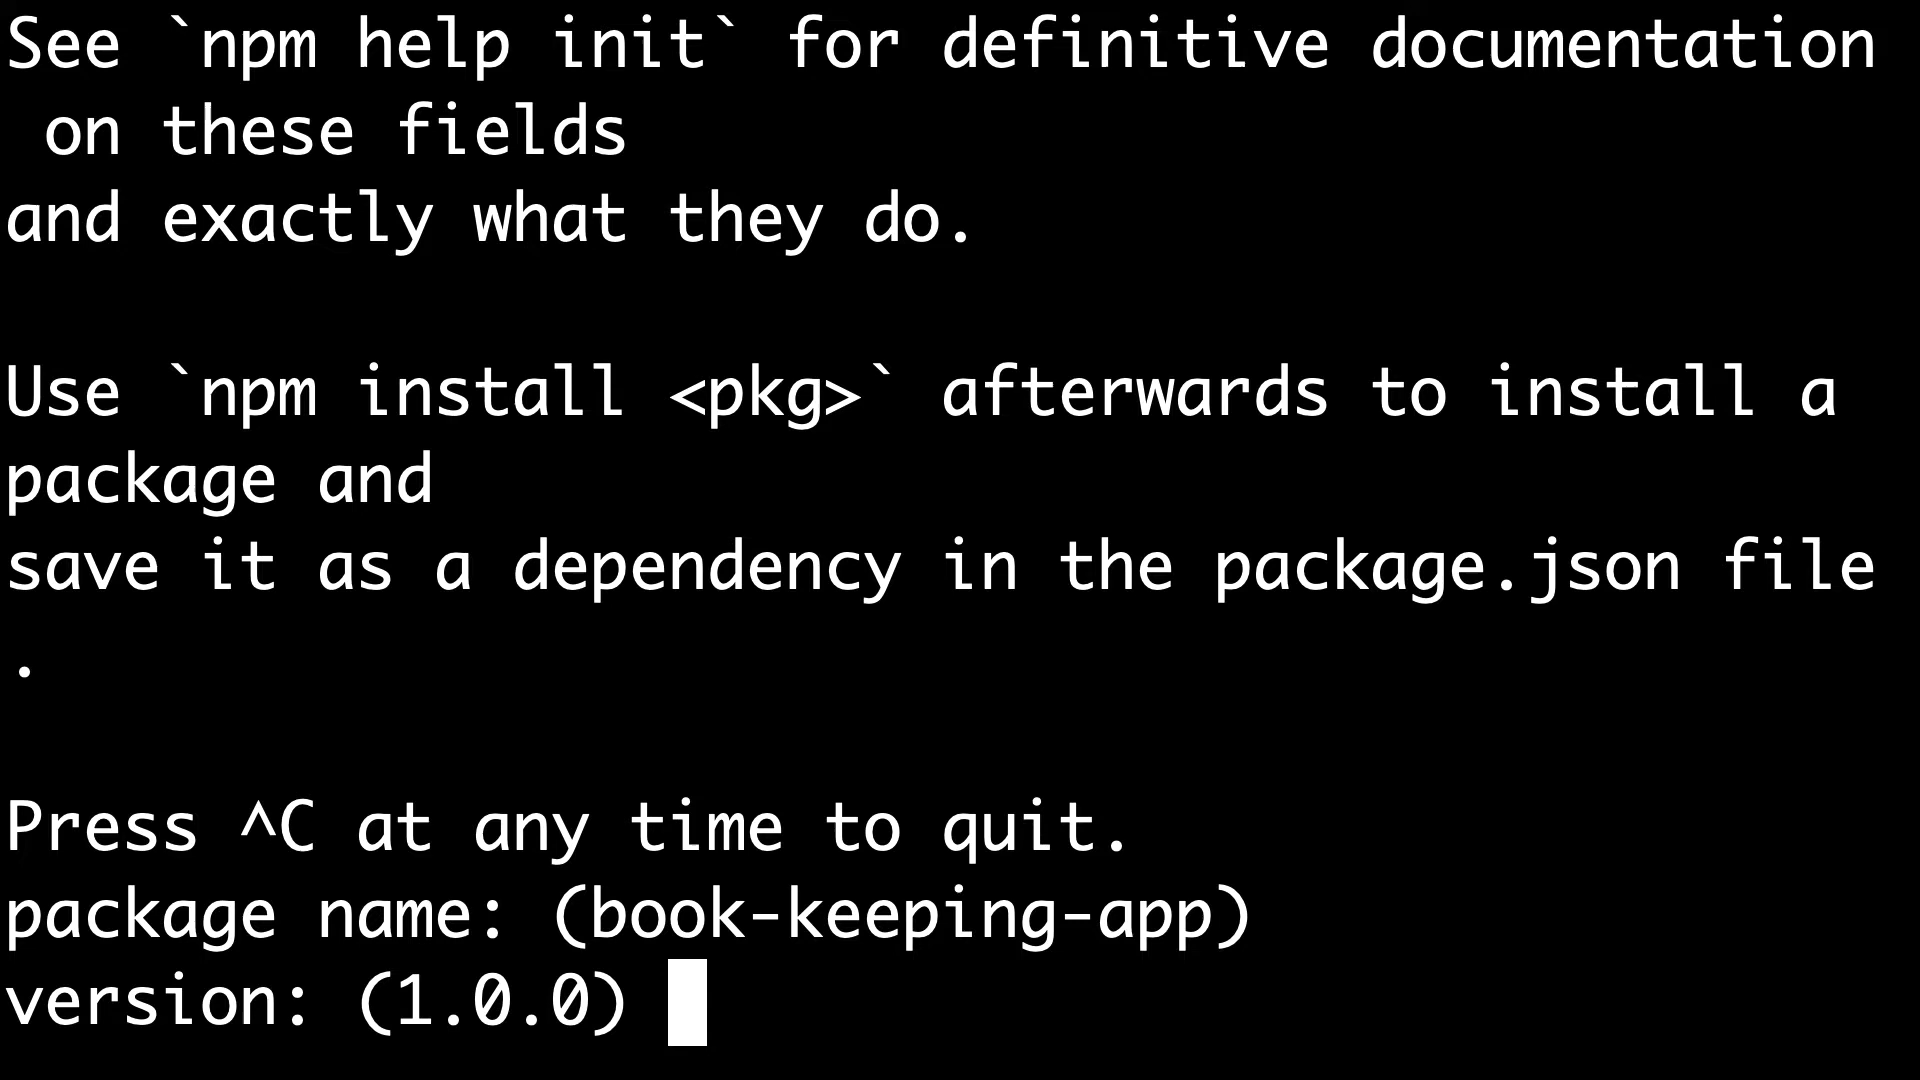 See `npm help init` for definitive documentation
 on these fields
and exactly what they do.

Use `npm install <pkg>` afterwards to install a
package and
save it as a dependency in the package.json file
.

Press ^C at any time to quit.
package name: (book-keeping-app)
version: (1.0.0)